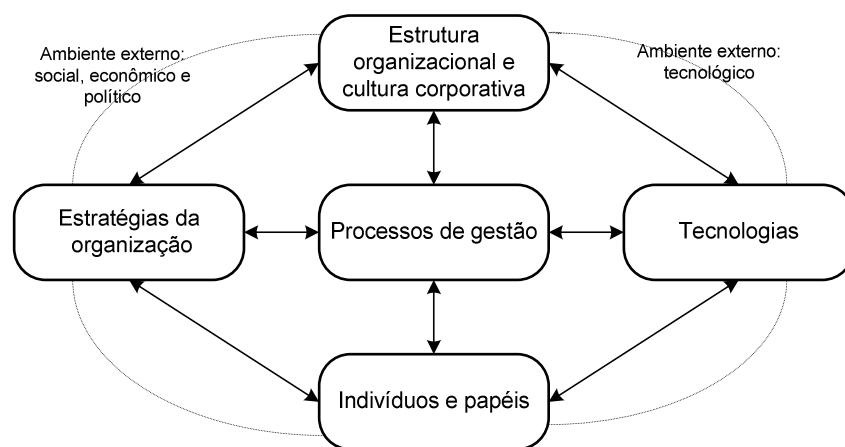 Ambiente externo:
social, econômico e
político
Estrutura
organizacional e
cultura corporativa
Ambiente externo:
tecnológico
Estratégias da
organização
Processos de gestão
Tecnologias
Indivíduos e papéis